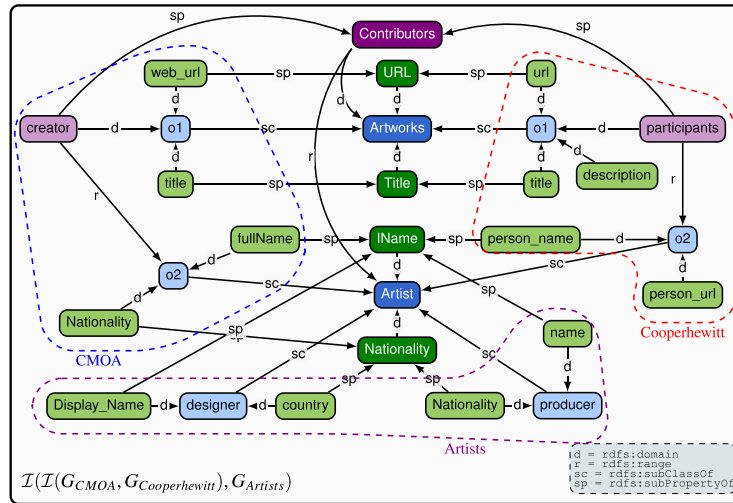 sp
Contributors
web_url
sp
URL
sp
url
d
d
d
d
creator
d
o1
sc
Artworks
sc
o1
d
participants
d
d
d
d
description
r
r
r
title
sp
Title
sp
title
fullName
sp
IName
sp
person_name
d
o2
d
d
sc
o2
sc
d
d
Artist
sp
person_url
Nationality
sp
d
name
Cooperhewitt
CMOA
sc
Nationality
sc
d
sp
sp
Display_Name
d
designer
d
country
Nationality
d
producer
Artists
d = rdfs:domain
r = rdfs:range
sc = rdfs:subClassOf
sp = rdfs:subPropertyOf
I(I(G_CMOA, G_Cooperhewitt), G_Artists)